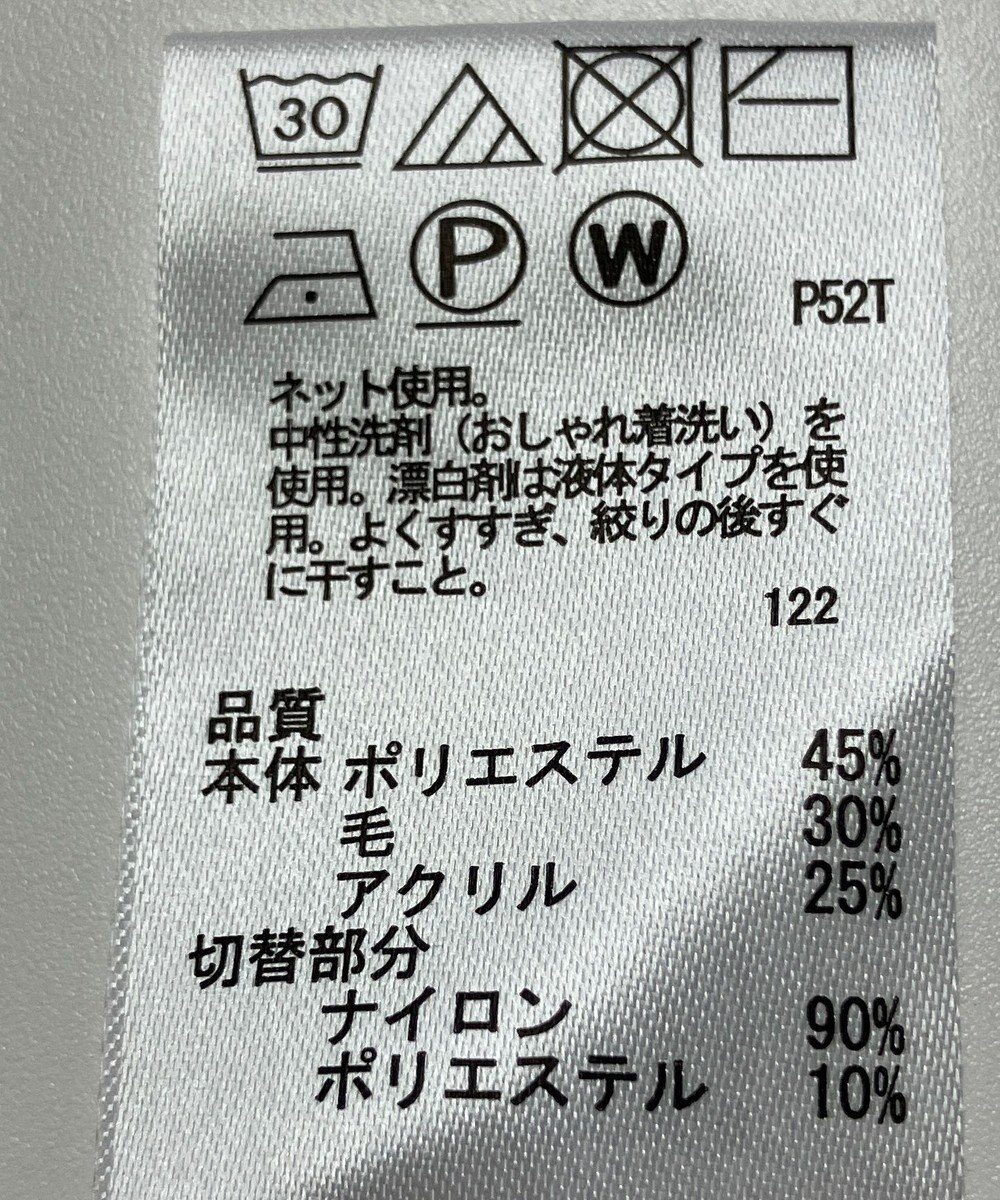 30
P W
P52T
ネット使用。
中性洗剤（おしゃれ着洗い）を
使用。漂白剤は液体タイプを使
用。よくすすぎ、絞りの後すぐ
に干すこと。
122
品質
本体 ポリエステル 45%
毛 30%
アクリル 25%
切替部分
ナイロン 90%
ポリエステル 10%